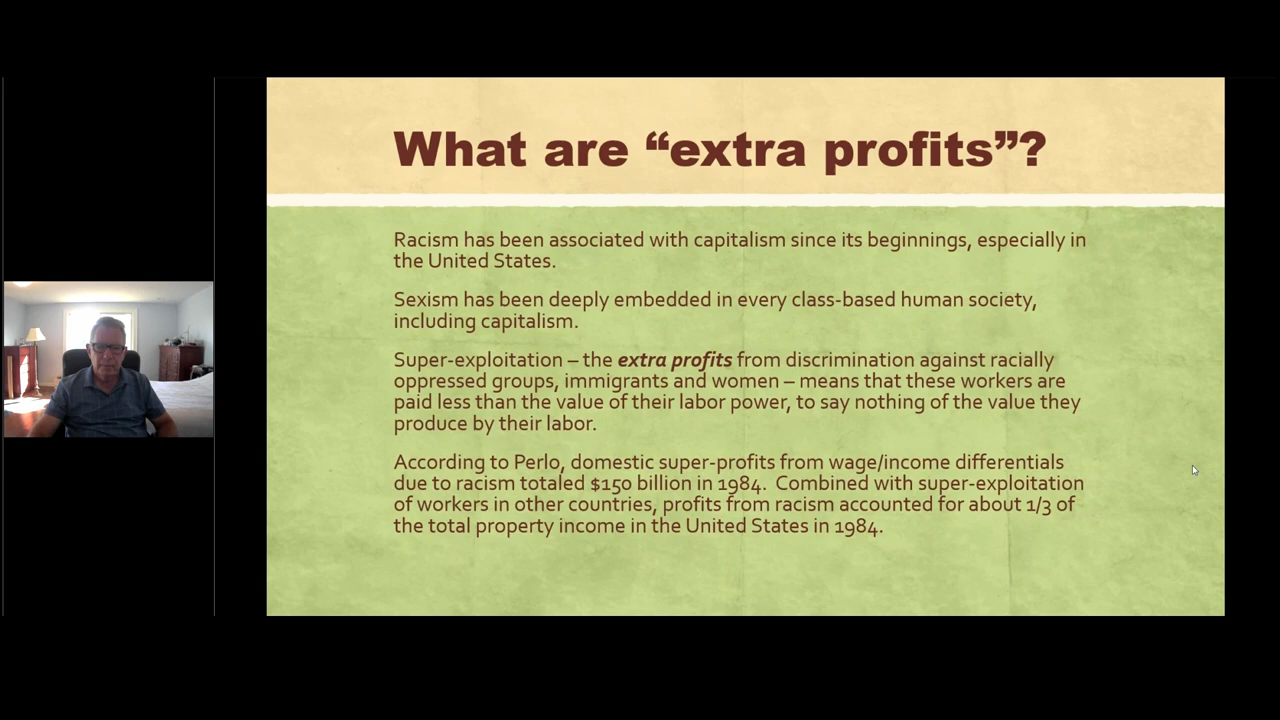 What are “extra profits”?
Racism has been associated with capitalism since its beginnings, especially in
the United States.
Sexism has been deeply embedded in every class-based human society,
including capitalism.
Super-exploitation – the extra profits from discrimination against racially
oppressed groups, immigrants and women – means that these workers are
paid less than the value of their labor power, to say nothing of the value they
produce by their labor.
According to Perlo, domestic super-profits from wage/income differentials
due to racism totaled $150 billion in 1984.  Combined with super-exploitation
of workers in other countries, profits from racism accounted for about 1/3 of
the total property income in the United States in 1984.